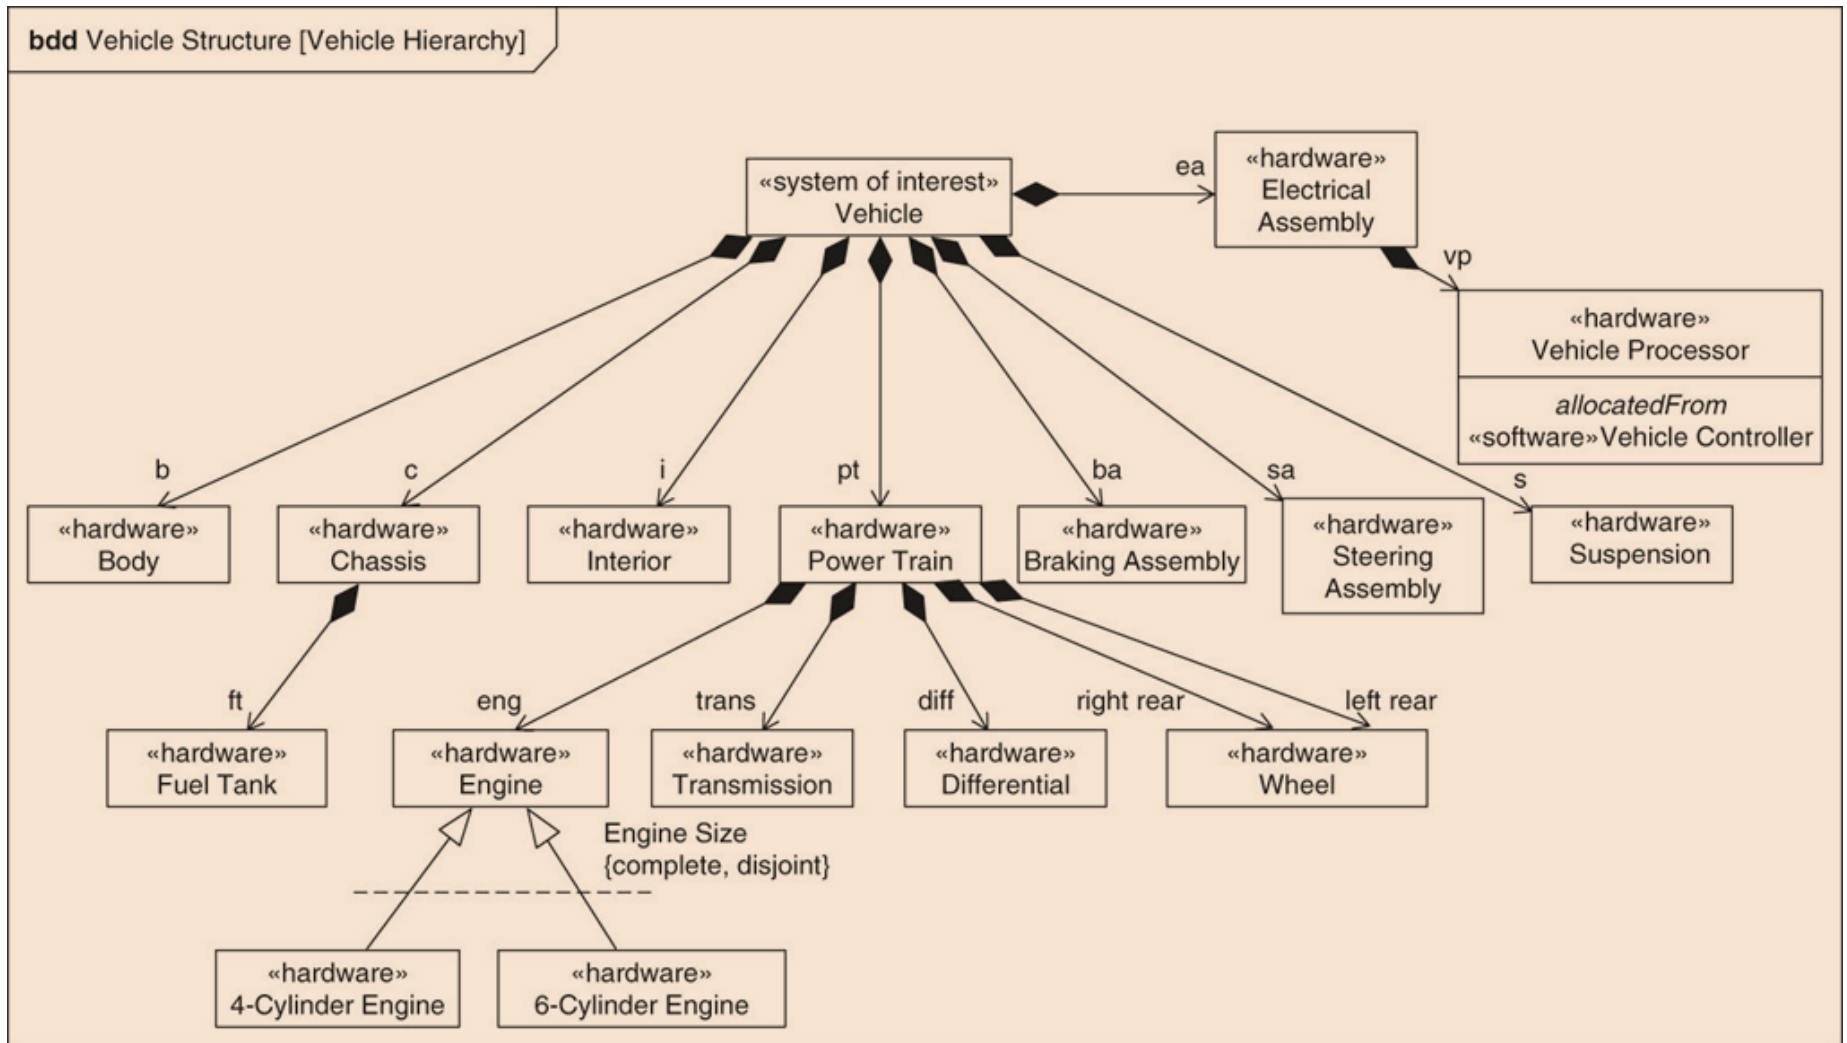 bdd Vehicle Structure [Vehicle Hierarchy]
«system of interest»
Vehicle
ea
«hardware»
Electrical
Assembly
vp
«hardware»
Vehicle Processor
allocatedFrom
«software»Vehicle Controller
b
c
i
pt
ba
sa
s
«hardware»
Body
«hardware»
Chassis
«hardware»
Interior
«hardware»
Power Train
«hardware»
Braking Assembly
«hardware»
Steering
Assembly
«hardware»
Suspension
ft
eng
trans
diff
right rear
left rear
«hardware»
Fuel Tank
«hardware»
Engine
«hardware»
Transmission
«hardware»
Differential
«hardware»
Wheel
Engine Size
{complete, disjoint}
«hardware»
4-Cylinder Engine
«hardware»
6-Cylinder Engine